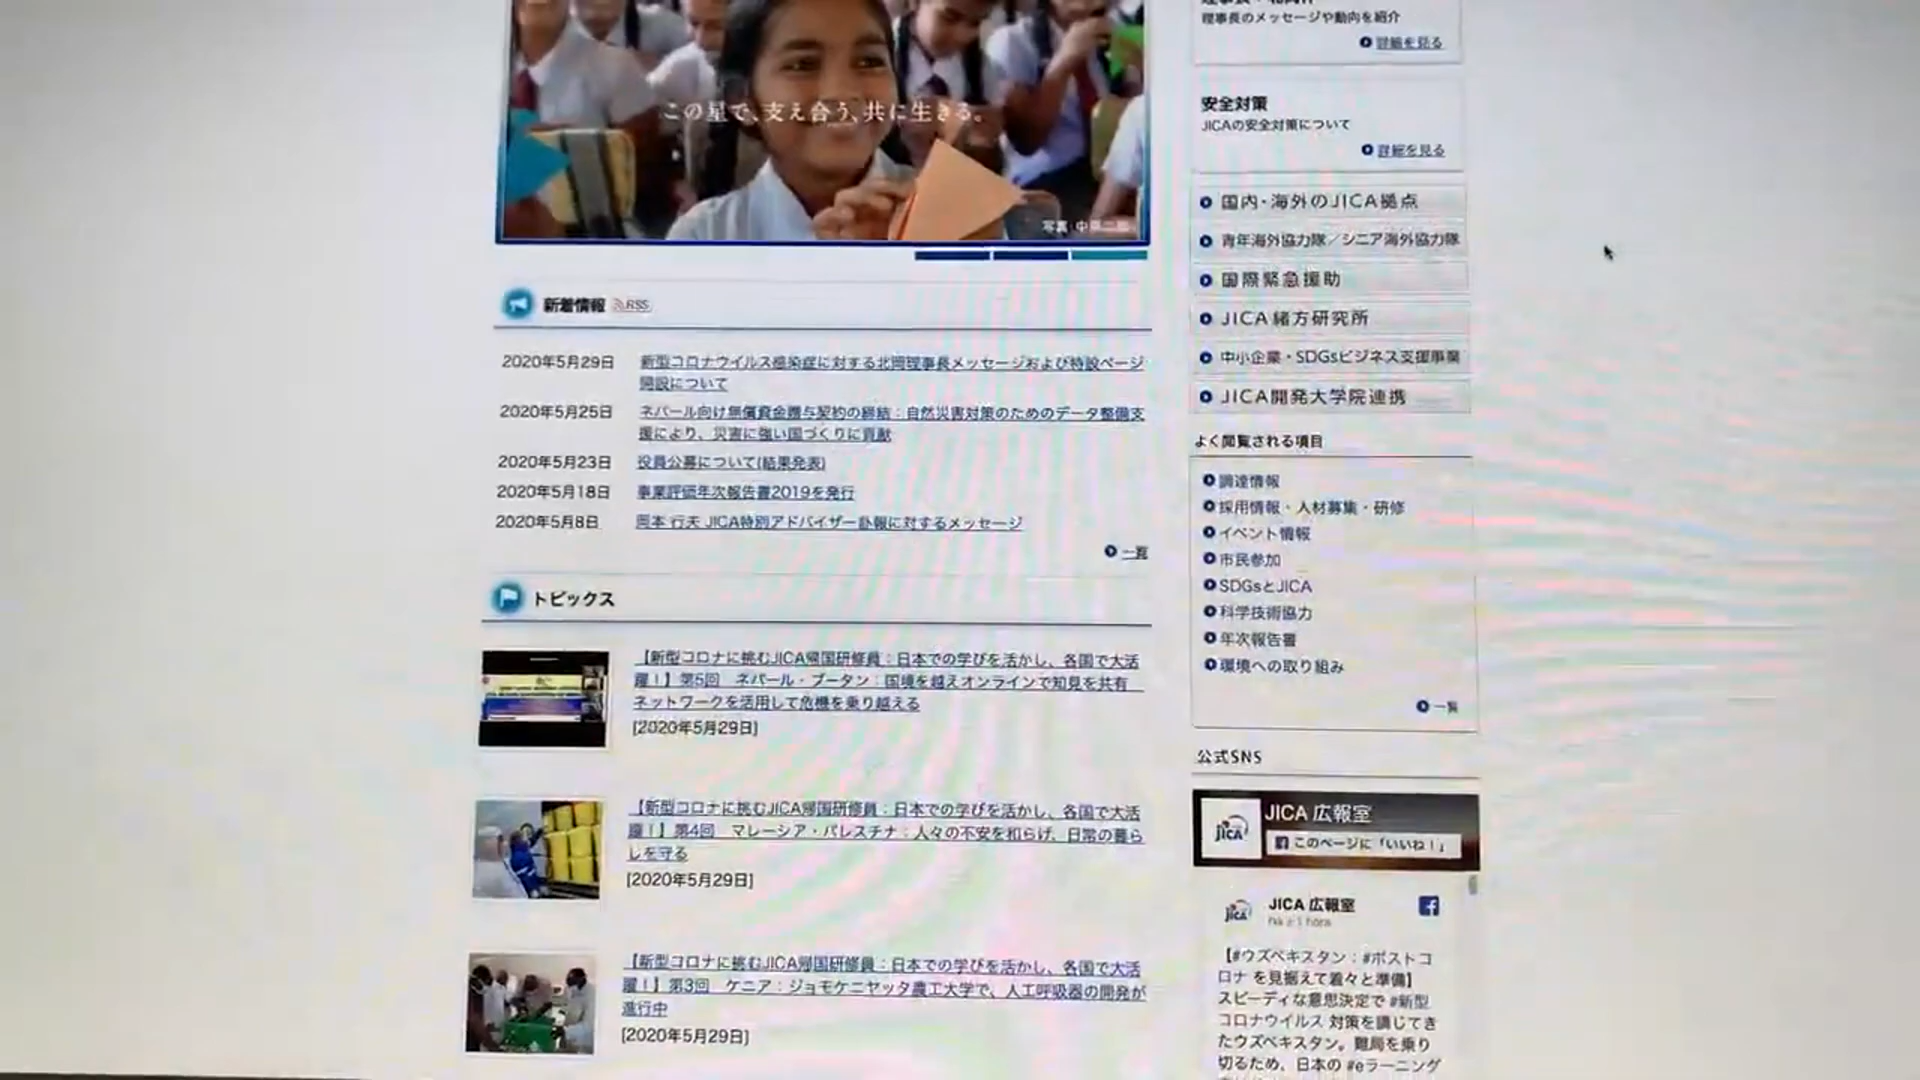 この星で、支え合う、共に生きる。
新着情報 RSS
2020年5月29日 新型コロナウイルス感染症に対する北岡理事長メッセージおよび特設ページ
開設について
2020年5月25日 ネパール向け無償資金贈与契約の締結：自然災害対策のためのデータ整備支
援により、災害に強い国づくりに貢献
2020年5月23日 役員公募について(結果発表)
2020年5月18日 事業評価年次報告書2019を発行
2020年5月8日 岡本 行夫 JICA特別アドバイザー訃報に対するメッセージ
一覧
トピックス
【新型コロナに挑むJICA帰国研修員：日本での学びを活かし、各国で大活
躍！】第5回　ネパール・ブータン：国境を越えオンラインで知見を共有
ネットワークを活用して危機を乗り越える
[2020年5月29日]
【新型コロナに挑むJICA帰国研修員：日本での学びを活かし、各国で大活
躍！】第4回　マレーシア・パレスチナ：人々の不安を和らげ、日常の暮ら
しを守る
[2020年5月29日]
【新型コロナに挑むJICA帰国研修員：日本での学びを活かし、各国で大活
躍！】第3回　ケニア：ジョモケニヤッタ農工大学で、人工呼吸器の開発が
進行中
[2020年5月29日]
理事長のメッセージや動向を紹介
詳細を見る
安全対策
JICAの安全対策について
詳細を見る
国内・海外のJICA拠点
青年海外協力隊／シニア海外協力隊
国際緊急援助
JICA緒方研究所
中小企業・SDGsビジネス支援事業
JICA開発大学院連携
よく閲覧される項目
調達情報
採用情報・人材募集・研修
イベント情報
市民参加
SDGsとJICA
科学技術協力
年次報告書
環境への取り組み
一覧
公式SNS
JICA JICA 広報室
このページに「いいね！」
JICA JICA 広報室
【#ウズベキスタン：#ポストコ
ロナ を見据えて着々と準備】
スピーディな意思決定で #新型
コロナウイルス 対策を講じてき
たウズベキスタン。難局を乗り
切るため、日本の #eラーニング